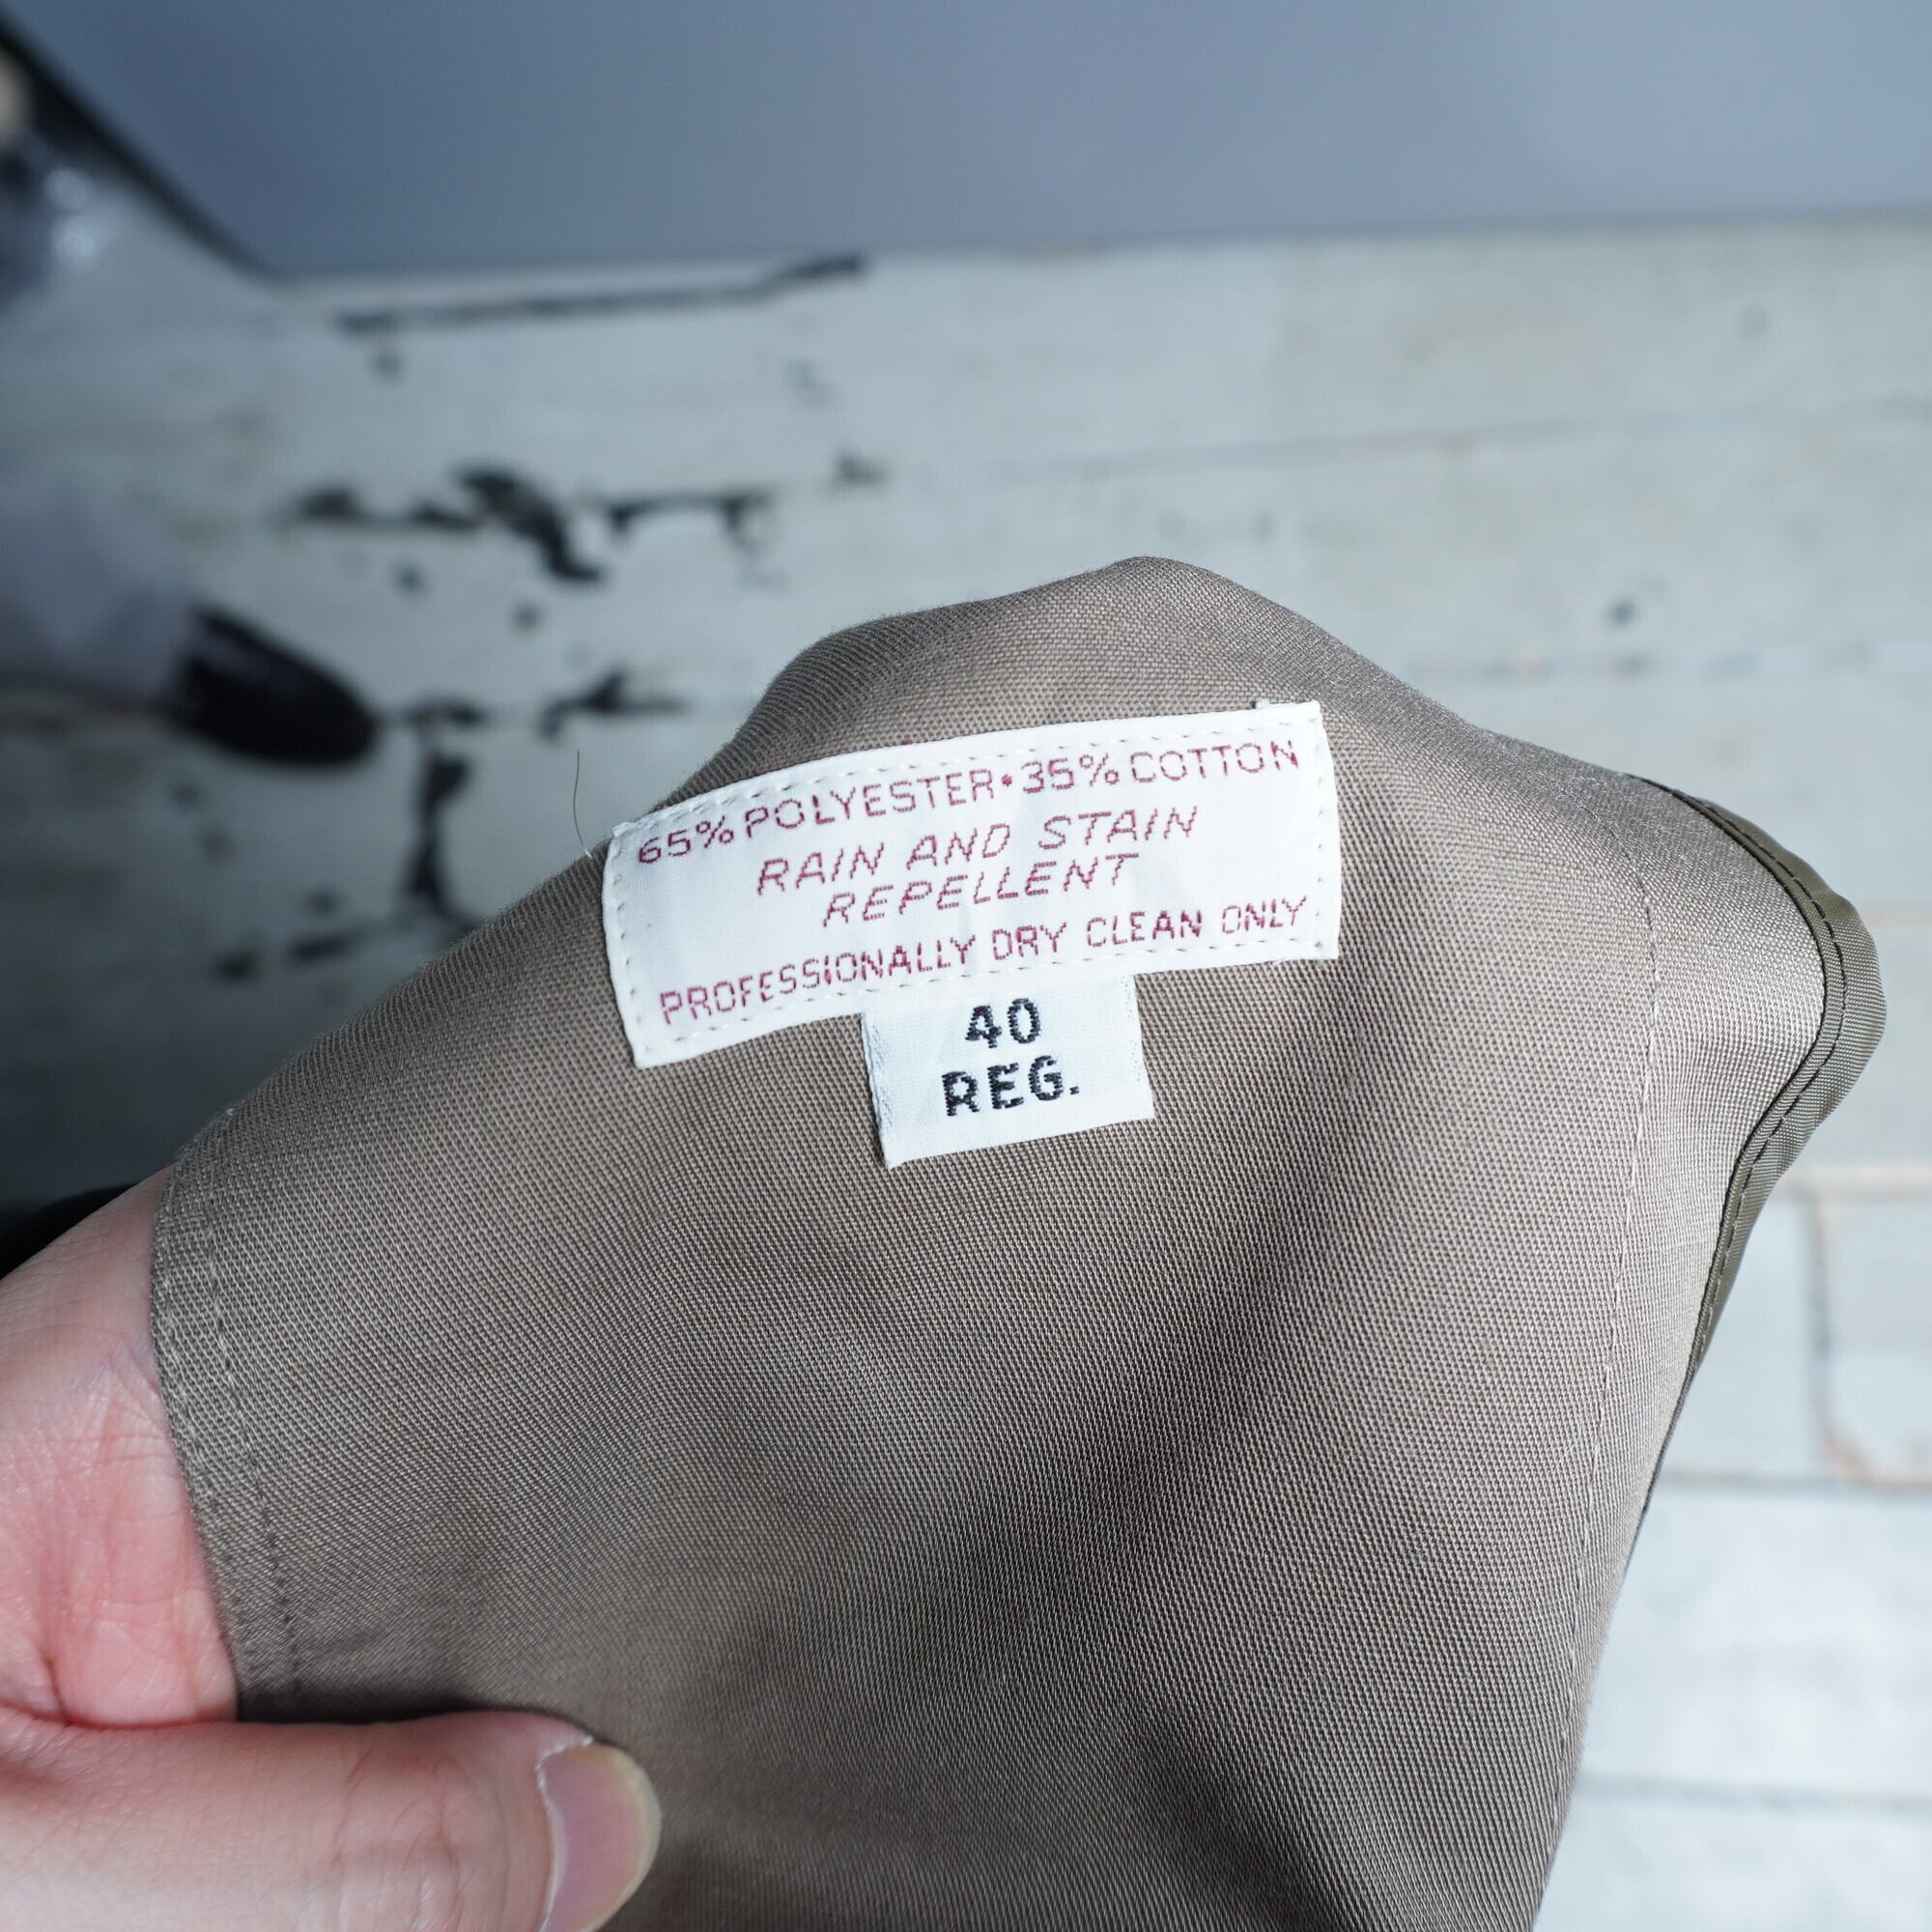 65% POLYESTER • 35% COTTON
RAIN AND STAIN
REPELLENT
PROFESSIONALLY DRY CLEAN ONLY
40
REG.